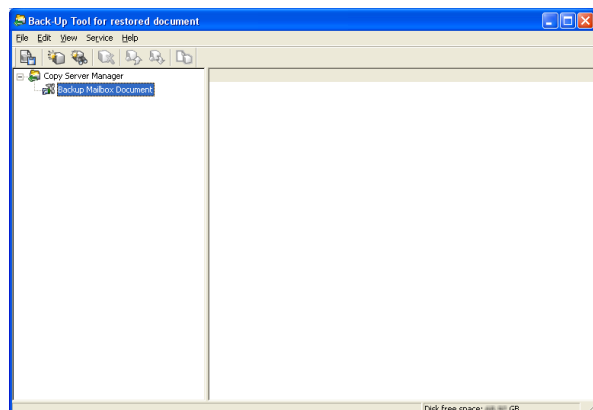 Back-Up Tool for restored document
File Edit View Service Help
Copy Server Manager
Backup Mailbox Document
Disk free space: GB